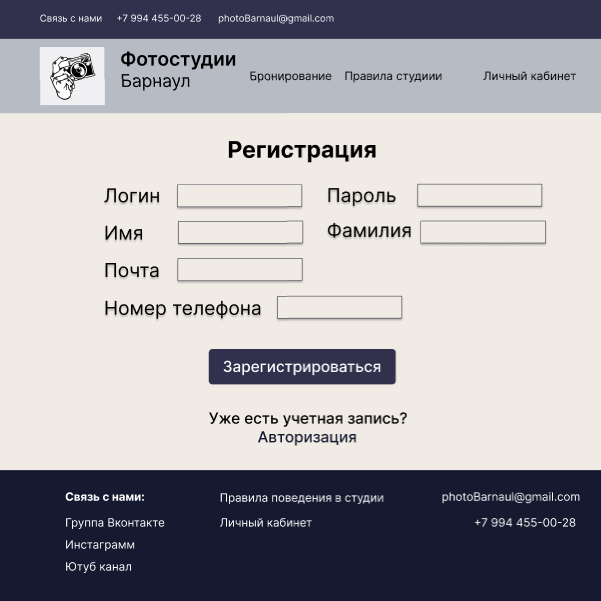 Связь с нами +7 994 455-00-28 photoBarnaul@gmail.com
Фотостудии
Барнаул
Бронирование Правила студиии Личный кабинет
Регистрация
Логин Пароль
Имя Фамилия
Почта
Номер телефона
Зарегистрироваться
Уже есть учетная запись?
Авторизация
Связь с нами: Правила поведения в студии photoBarnaul@gmail.com
Группа Вконтакте Личный кабинет +7 994 455-00-28
Инстаграмм
Ютуб канал